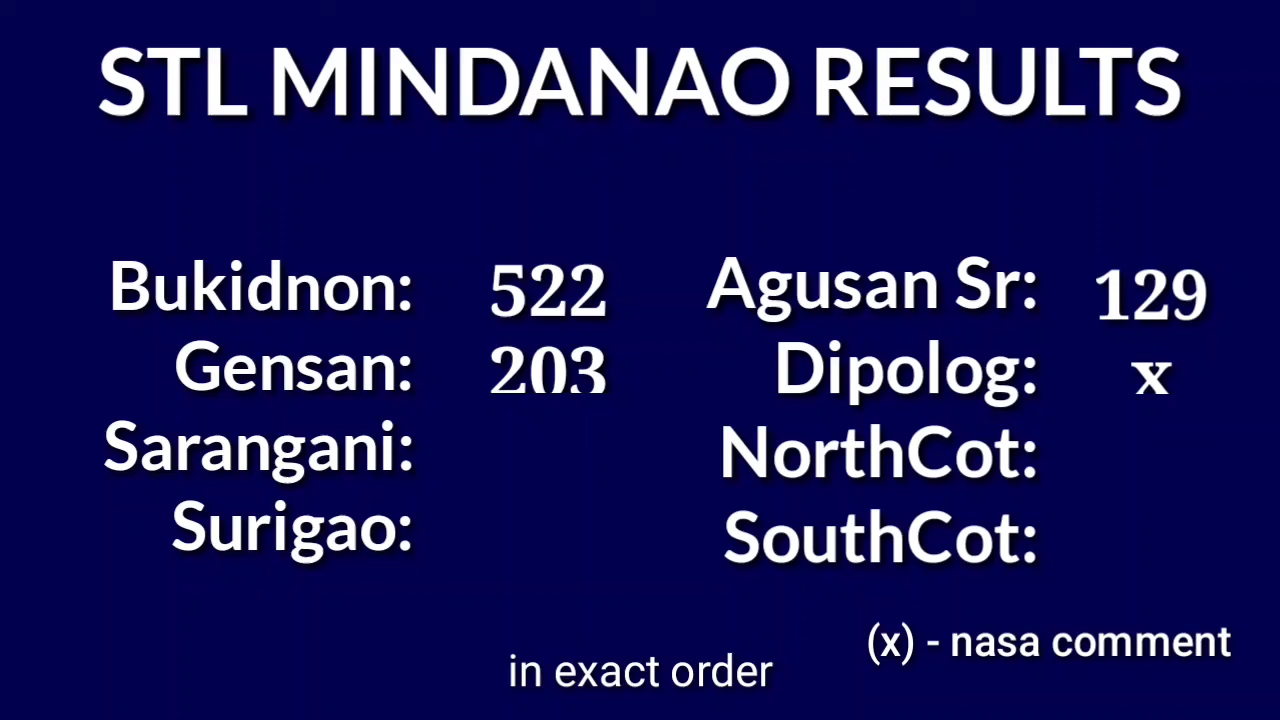 STL MINDANAO RESULTS
Bukidnon: 522
Gensan: 203
Sarangani:
Surigao:
Agusan Sr: 129
Dipolog: x
NorthCot:
SouthCot:
(x) - nasa comment
in exact order